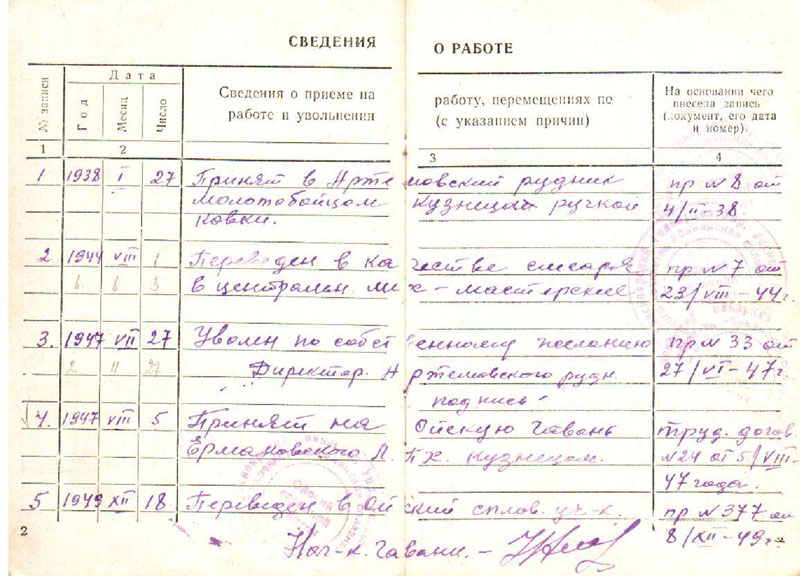 СВЕДЕНИЯ О РАБОТЕ
№ записи
Дата
Год
Месяц
Число
Сведения о приеме на работу, перемещениях по
работе и увольнении (с указанием причин)
На основании чего
внесена запись
(документ, его дата
и номер)
1 2 3 4
1 1938 I 27 Принят в Артемовский рудник пр № 8 от
молотобойцом кузницы ручной 4/II 38.
ковки.
2 1944 VIII 1 Переведен в качестве слесаря пр № 7 от
в централън. мех-мастерские 23/VIII-44г.
3. 1947 VII 27 Уволен по собственному желанию пр № 33 от
Директор Артемовского рудн. 27/VI-47г.
подпись
4. 1947 VIII 5 Принят на Ойскую гавань труд. догов.
Ермаковского Л.П.Х. кузнецом. №24 от 5/VIII-
47 года.
5 1949 XII 18 Переведен в Ойский сплов. уч-к. пр № 377 от
8/XII-49г
2
Нач-к. гавани. -